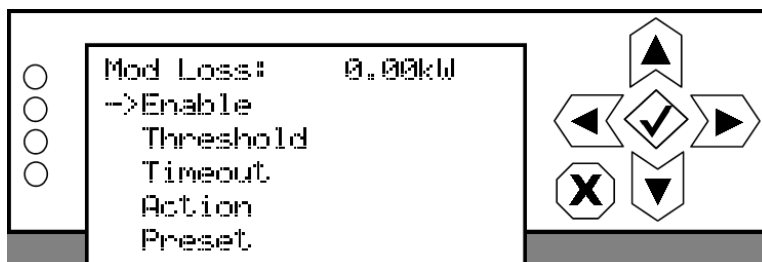 Mod Loss: 0.00kW
->Enable
Threshold
Timeout
Action
Preset
X